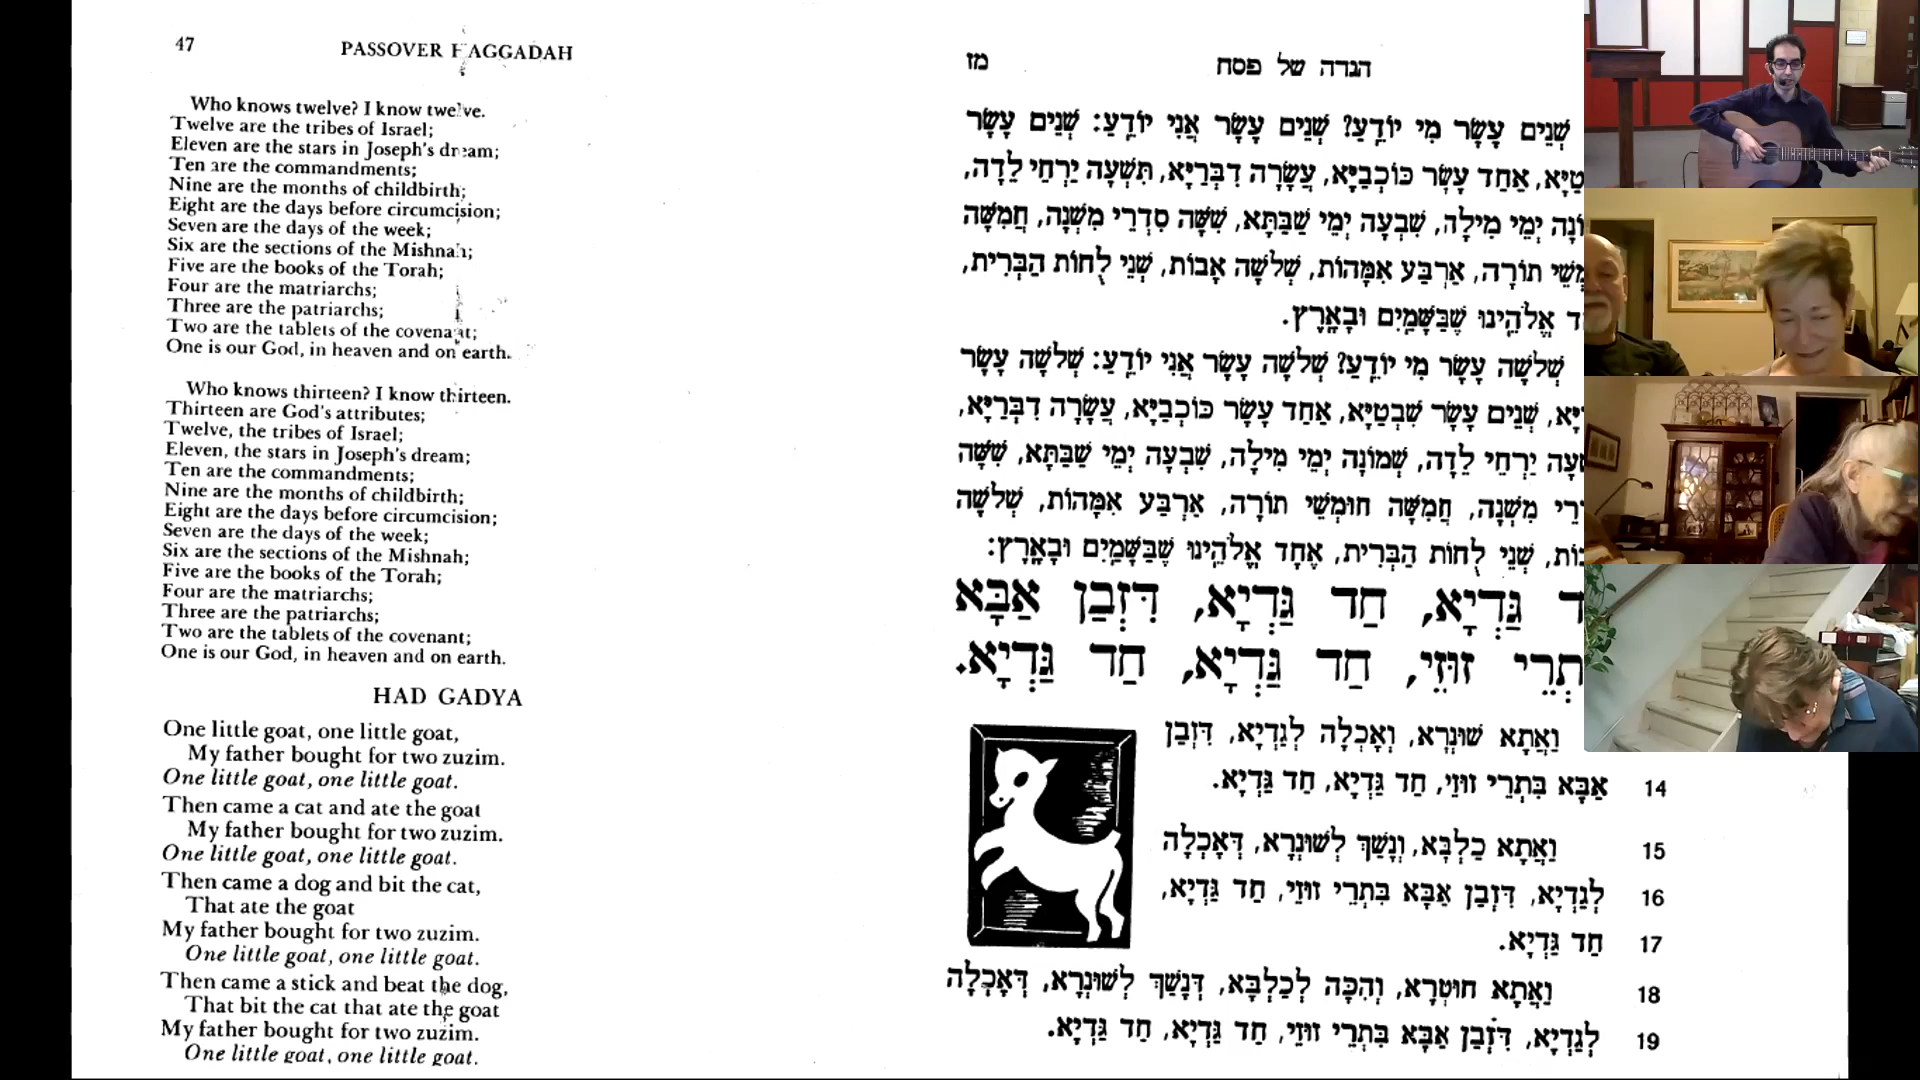 47
PASSOVER HAGGADAH
Who knows twelve? I know twelve.
Twelve are the tribes of Israel;
Eleven are the stars in Joseph's dream;
Ten are the commandments;
Nine are the months of childbirth;
Eight are the days before circumcision;
Seven are the days of the week;
Six are the sections of the Mishnah;
Five are the books of the Torah;
Four are the matriarchs;
Three are the patriarchs;
Two are the tablets of the covenant;
One is our God, in heaven and on earth.
Who knows thirteen? I know thirteen.
Thirteen are God's attributes;
Twelve, the tribes of Israel;
Eleven, the stars in Joseph's dream;
Ten are the commandments;
Nine are the months of childbirth;
Eight are the days before circumcision;
Seven are the days of the week;
Six are the sections of the Mishnah;
Five are the books of the Torah;
Four are the matriarchs;
Three are the patriarchs;
Two are the tablets of the covenant;
One is our God, in heaven and on earth.
HAD GADYA
One little goat, one little goat,
My father bought for two zuzim.
One little goat, one little goat.
Then came a cat and ate the goat
My father bought for two zuzim.
One little goat, one little goat.
Then came a dog and bit the cat,
That ate the goat
My father bought for two zuzim.
One little goat, one little goat.
Then came a stick and beat the dog,
That bit the cat that ate the goat
My father bought for two zuzim.
One little goat, one little goat.
הגדה של פסח
מז
שְׁנֵים עָשָׂר מִי יוֹדֵעַ? שְׁנֵים עָשָׂר אֲנִי יוֹדֵעַ: שְׁנֵים עָשָׂר
טַיָּא, אַחַד עָשָׂר כּוֹכְבַיָּא, עֲשָׂרָה דִבְּרַיָּא, תִּשְׁעָה יַרְחֵי לֵדָה,
וֹנָה יְמֵי מִילָה, שִׁבְעָה יְמֵי שַׁבַּתָּא, שִׁשָּׁה סִדְרֵי מִשְׁנָה, חֲמִשָּׁה
מְשֵׁי תוֹרָה, אַרְבַּע אִמָּהוֹת, שְׁלֹשָׁה אָבוֹת, שְׁנֵי לֻחוֹת הַבְּרִית,
ד אֱלֹהֵינוּ שֶׁבַּשָּׁמַיִם וּבָאָרֶץ.
שְׁלֹשָׁה עָשָׂר מִי יוֹדֵעַ? שְׁלֹשָׁה עָשָׂר אֲנִי יוֹדֵעַ: שְׁלֹשָׁה עָשָׂר
יָּא, שְׁנֵים עָשָׂר שִׁבְטַיָּא, אַחַד עָשָׂר כּוֹכְבַיָּא, עֲשָׂרָה דִבְּרַיָּא,
שְׁעָה יַרְחֵי לֵדָה, שְׁמוֹנָה יְמֵי מִילָה, שִׁבְעָה יְמֵי שַׁבַּתָּא, שִׁשָּׁה
רֵי מִשְׁנָה, חֲמִשָּׁה חוּמְשֵׁי תוֹרָה, אַרְבַּע אִמָּהוֹת, שְׁלֹשָׁה
בוֹת, שְׁנֵי לֻחוֹת הַבְּרִית, אֶחָד אֱלֹהֵינוּ שֶׁבַּשָּׁמַיִם וּבָאָרֶץ:
ד גַּדְיָא, חַד גַּדְיָא, דִּזְבַן אַבָּא
תְרֵי זוּזֵי, חַד גַּדְיָא, חַד גַּדְיָא.
וַאֲתָא שׁוּנְרָא, וְאָכְלָה לְגַדְיָא, דִּזְבַן
אַבָּא בִּתְרֵי זוּזֵי, חַד גַּדְיָא, חַד גַּדְיָא. 14
וַאֲתָא כַלְבָּא, וְנָשַׁךְ לְשׁוּנְרָא, דְּאָכְלָה 15
לְגַדְיָא, דִּזְבַן אַבָּא בִּתְרֵי זוּזֵי, חַד גַּדְיָא, 16
חַד גַּדְיָא. 17
וַאֲתָא חוּטְרָא, וְהִכָּה לְכַלְבָּא, דְּנָשַׁךְ לְשׁוּנְרָא, דְּאָכְלָה 18
לְגַדְיָא, דִּזְבַן אַבָּא בִּתְרֵי זוּזֵי, חַד גַּדְיָא, חַד גַּדְיָא. 19